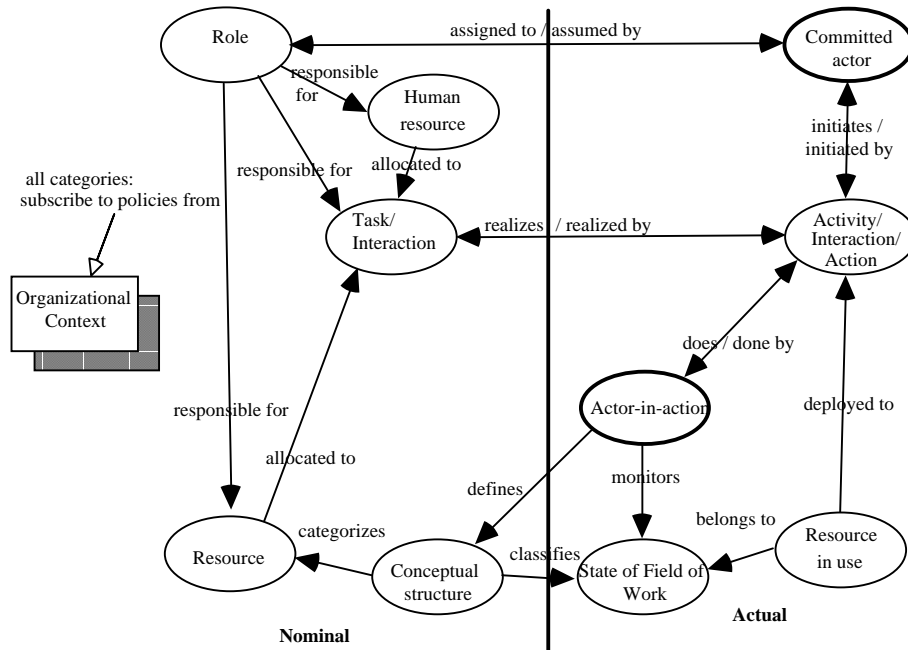 Role
assigned to / assumed by
Committed
actor
responsible
for
Human
resource
initiates /
initiated by
responsible for
allocated to
all categories:
subscribe to policies from
Task/
Interaction
realizes / realized by
Activity/
Interaction/
Action
Organizational
Context
does / done by
responsible for
Actor-in-action
deployed to
allocated to
defines
monitors
categorizes
belongs to
Resource
Conceptual
structure
classifies
State of Field of
Work
Resource
in use
Nominal
Actual